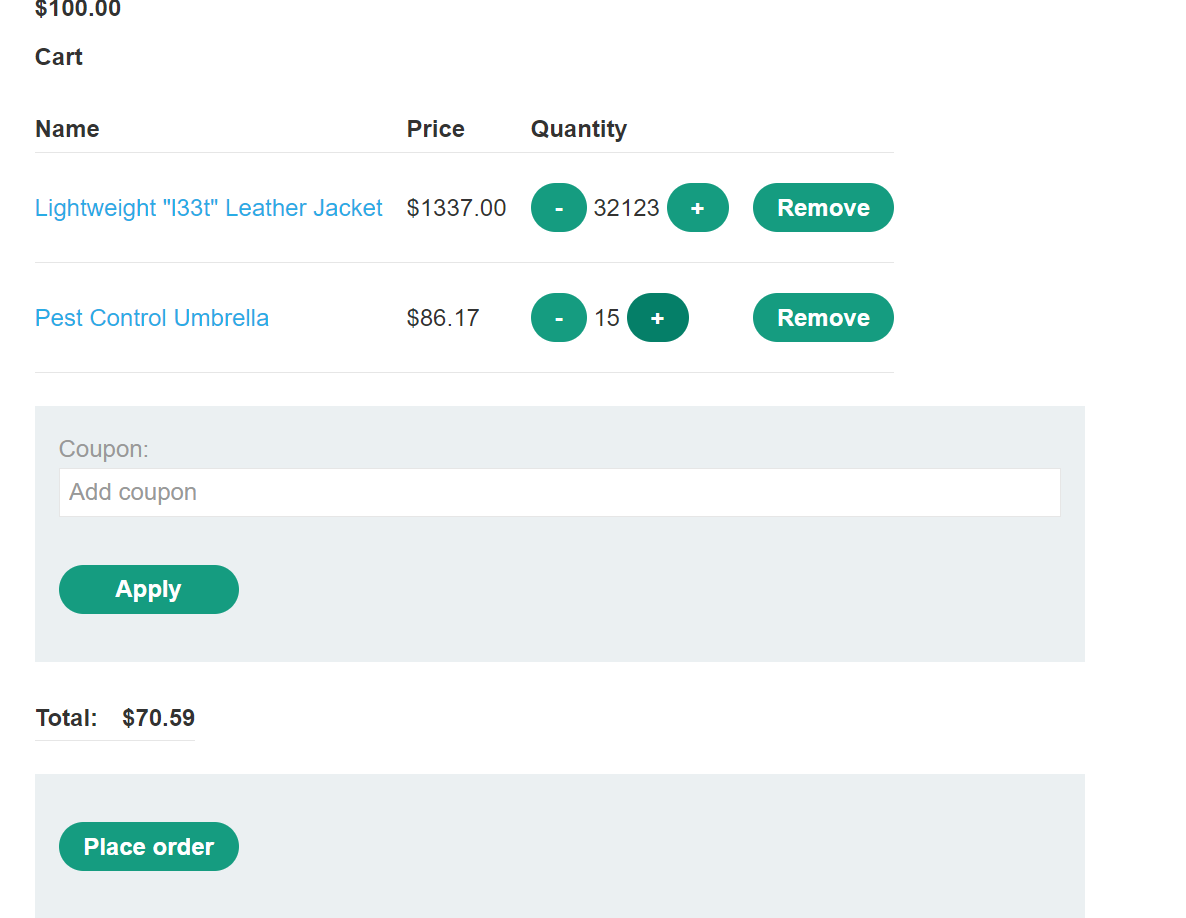 $100.00
Cart
Name Price Quantity
Lightweight "l33t" Leather Jacket $1337.00 - 32123 + Remove
Pest Control Umbrella $86.17 - 15 + Remove
Coupon:
Add coupon
Apply
Total: $70.59
Place order